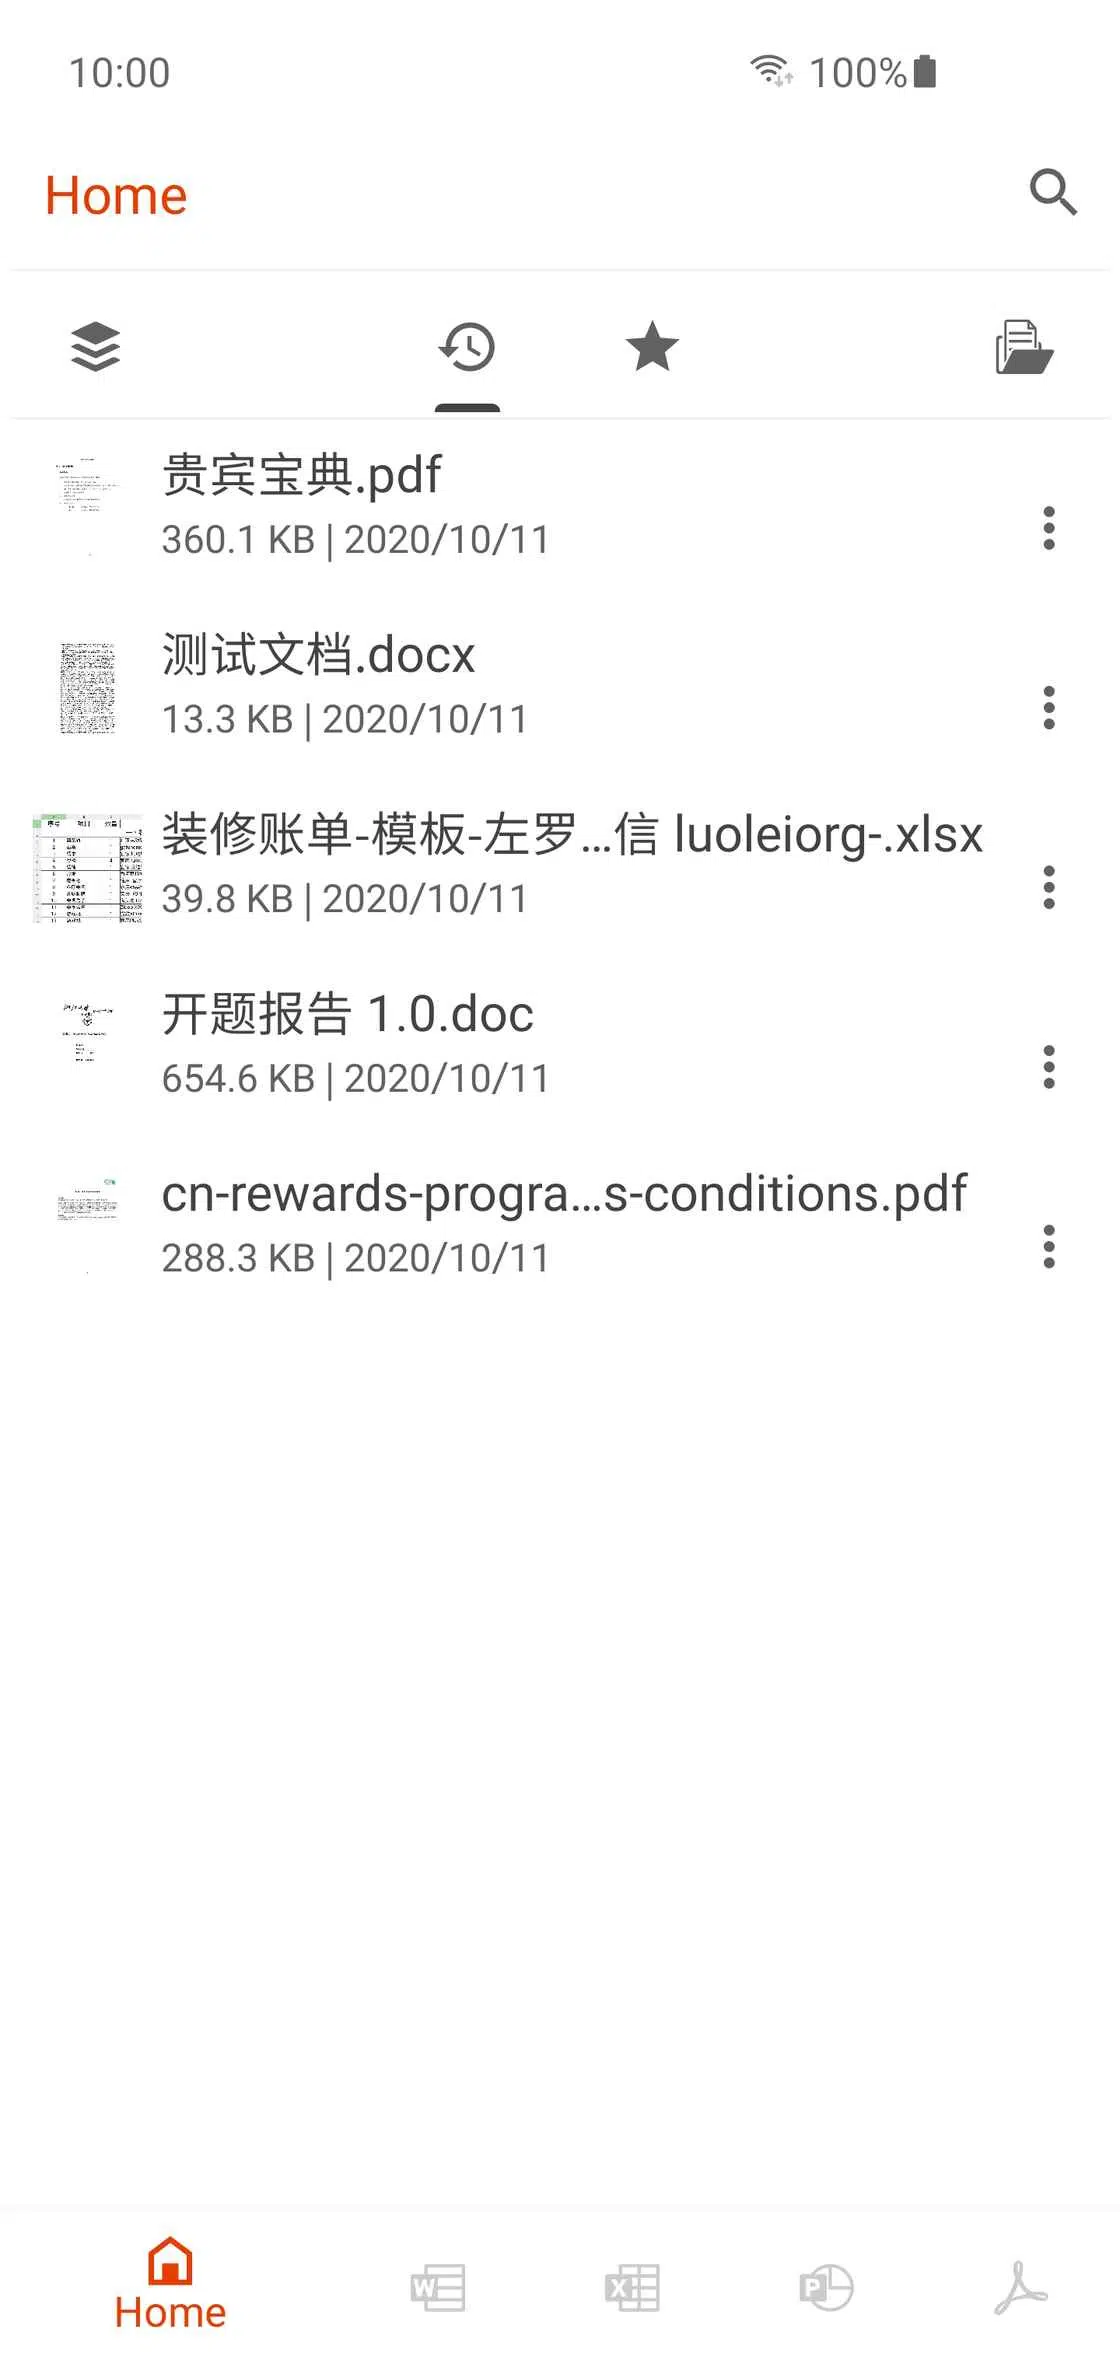 10:00
100%
Home
贵宾宝典.pdf
360.1 KB | 2020/10/11
测试文档.docx
13.3 KB | 2020/10/11
装修账单-模板-左罗...信 luoleiorg-.xlsx
39.8 KB | 2020/10/11
开题报告 1.0.doc
654.6 KB | 2020/10/11
cn-rewards-progra...s-conditions.pdf
288.3 KB | 2020/10/11
W
X
P
Home